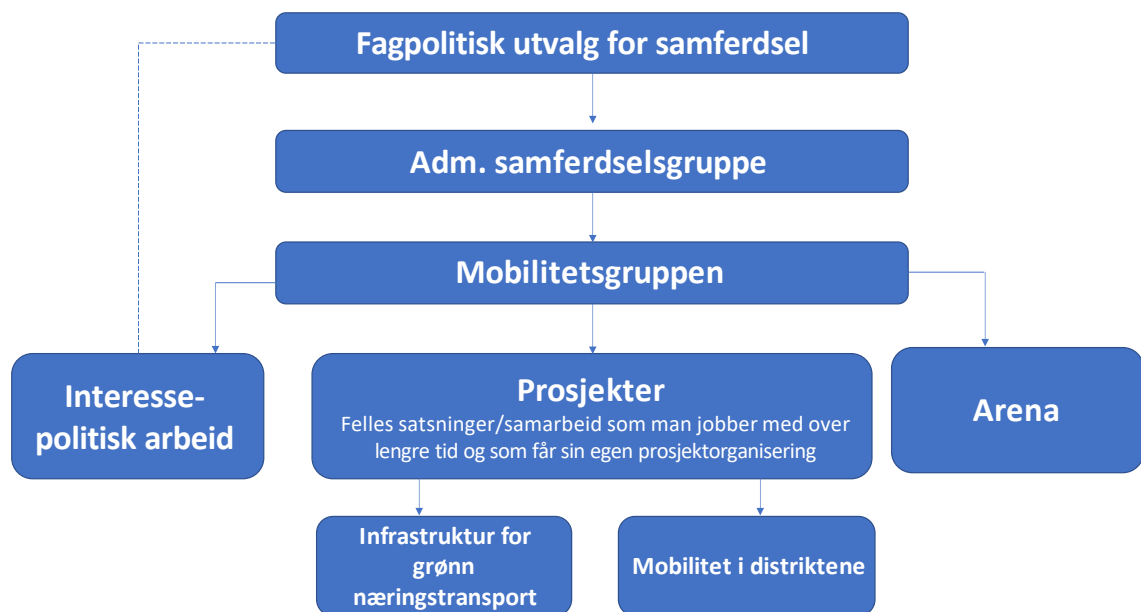 Fagpolitisk utvalg for samferdsel
Adm. samferdselsgruppe
Mobilitetsgruppen
Interesse-
politisk arbeid
Prosjekter
Felles satsninger/samarbeid som man jobber med over
lengre tid og som får sin egen prosjektorganisering
Arena
Infrastruktur for
grønn
næringstransport
Mobilitet i distriktene